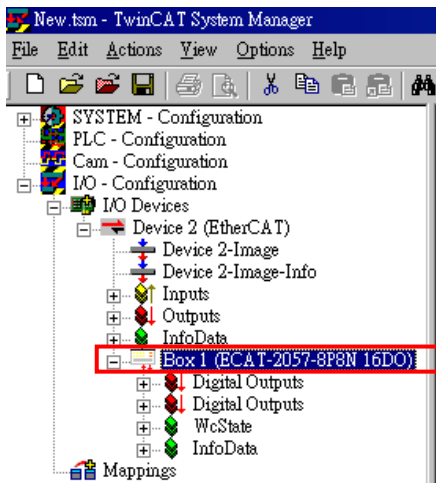 New.tsm - TwinCAT System Manager
File Edit Actions View Options Help
SYSTEM - Configuration
PLC - Configuration
Cam - Configuration
I/O - Configuration
I/O Devices
Device 2 (EtherCAT)
Device 2-Image
Device 2-Image-Info
Inputs
Outputs
InfoData
Box 1 (ECAT-2057-8P8N 16DO)
Digital Outputs
Digital Outputs
WcState
InfoData
Mappings